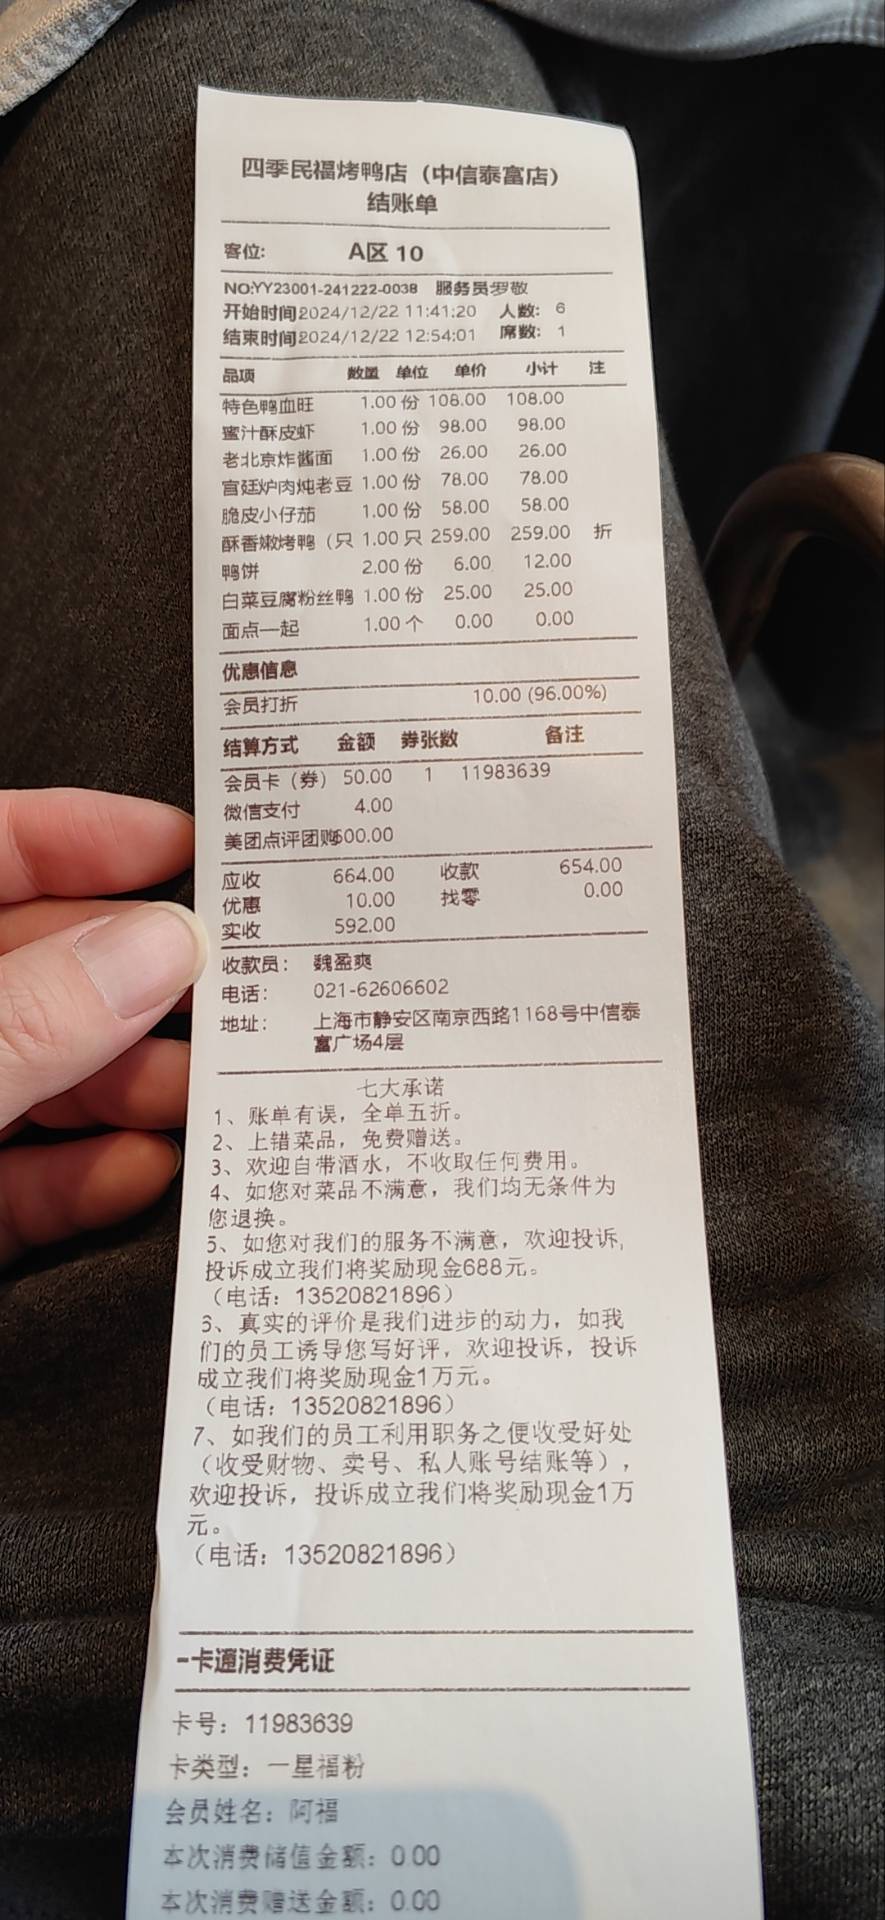 四季民福烤鸭店（中信泰富店）
结账单
客位: A区 10
NO:YY23001-241222-0038 服务员罗敬
开始时间2024/12/22 11:41:20 人数: 6
结束时间2024/12/22 12:54:01 席数: 1
品项 数量 单位 单价 小计 注
特色鸭血旺 1.00 份 108.00 108.00
蜜汁酥皮虾 1.00 份 98.00 98.00
老北京炸酱面 1.00 份 26.00 26.00
宫廷炉肉炖老豆 1.00 份 78.00 78.00
脆皮小仔茄 1.00 份 58.00 58.00
酥香嫩烤鸭（只 1.00 只 259.00 259.00 折
鸭饼 2.00 份 6.00 12.00
白菜豆腐粉丝鸭 1.00 份 25.00 25.00
面点一起 1.00 个 0.00 0.00
优惠信息
会员打折 10.00 (96.00%)
结算方式 金额 券张数 备注
会员卡（券） 50.00 1 11983639
微信支付 4.00
美团点评团购600.00
应收 664.00 收款 654.00
优惠 10.00 找零 0.00
实收 592.00
收款员: 魏盈爽
电话: 021-62606602
地址: 上海市静安区南京西路1168号中信泰
富广场4层
七大承诺
1、账单有误，全单五折。
2、上错菜品，免费赠送。
3、欢迎自带酒水，不收取任何费用。
4、如您对菜品不满意，我们均无条件为
您退换。
5、如您对我们的服务不满意，欢迎投诉,
投诉成立我们将奖励现金688元。
（电话：13520821896）
6、真实的评价是我们进步的动力，如我
们的员工诱导您写好评，欢迎投诉，投诉
成立我们将奖励现金1万元。
（电话：13520821896）
7、如我们的员工利用职务之便收受好处
（收受财物、卖号、私人账号结账等），
欢迎投诉，投诉成立我们将奖励现金1万
元。
（电话：13520821896）
一卡通消费凭证
卡号：11983639
卡类型：一星福粉
会员姓名：阿福
本次消费储值金额：0.00
本次消费赠送金额：0.00